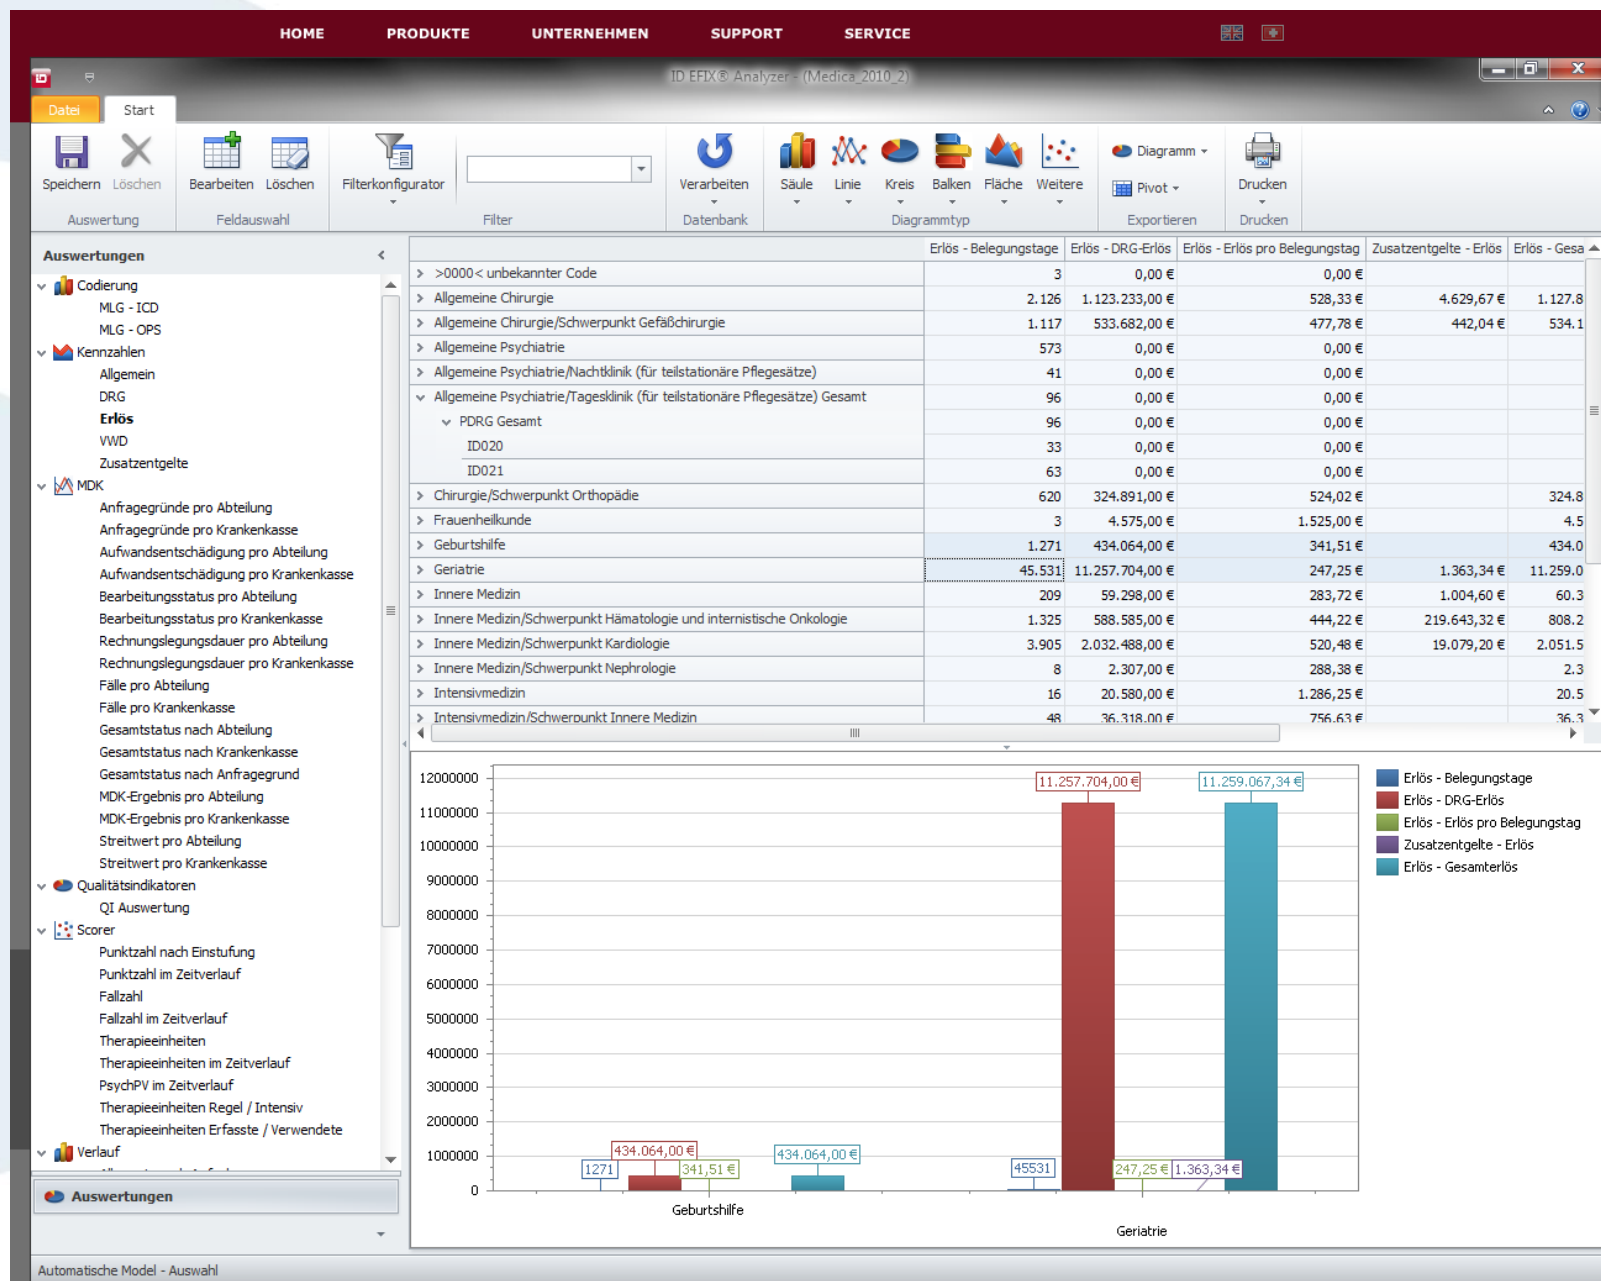 HOME PRODUKTE UNTERNEHMEN SUPPORT SERVICE
ID
ID EFIX® Analyzer - (Medica_2010_2)
Datei Start
Speichern Löschen Bearbeiten Löschen Filterkonfigurator Verarbeiten Säule Linie Kreis Balken Fläche Weitere Diagramm Pivot Drucken
Auswertung Feldauswahl Filter Datenbank Diagrammtyp Exportieren Drucken
Auswertungen
Codierung
MLG - ICD
MLG - OPS
Kennzahlen
Allgemein
DRG
Erlös
VWD
Zusatzentgelte
MDK
Anfragegründe pro Abteilung
Anfragegründe pro Krankenkasse
Aufwandsentschädigung pro Abteilung
Aufwandsentschädigung pro Krankenkasse
Bearbeitungsstatus pro Abteilung
Bearbeitungsstatus pro Krankenkasse
Rechnungslegungsdauer pro Abteilung
Rechnungslegungsdauer pro Krankenkasse
Fälle pro Abteilung
Fälle pro Krankenkasse
Gesamtstatus nach Abteilung
Gesamtstatus nach Krankenkasse
Gesamtstatus nach Anfragegrund
MDK-Ergebnis pro Abteilung
MDK-Ergebnis pro Krankenkasse
Streitwert pro Abteilung
Streitwert pro Krankenkasse
Qualitätsindikatoren
QI Auswertung
Scorer
Punktzahl nach Einstufung
Punktzahl im Zeitverlauf
Fallzahl
Fallzahl im Zeitverlauf
Therapieeinheiten
Therapieeinheiten im Zeitverlauf
PsychPV im Zeitverlauf
Therapieeinheiten Regel / Intensiv
Therapieeinheiten Erfasste / Verwendete
Verlauf
Auswertungen
Automatische Model - Auswahl
Erlös - Belegungstage Erlös - DRG-Erlös Erlös - Erlös pro Belegungstag Zusatzentgelte - Erlös Erlös - Gesa
>0000< unbekannter Code 3 0,00 € 0,00 €
Allgemeine Chirurgie 2.126 1.123.233,00 € 528,33 € 4.629,67 € 1.127.8
Allgemeine Chirurgie/Schwerpunkt Gefäßchirurgie 1.117 533.682,00 € 477,78 € 442,04 € 534.1
Allgemeine Psychiatrie 573 0,00 € 0,00 €
Allgemeine Psychiatrie/Nachtklinik (für teilstationäre Pflegesätze) 41 0,00 € 0,00 €
Allgemeine Psychiatrie/Tagesklinik (für teilstationäre Pflegesätze) Gesamt 96 0,00 € 0,00 €
PDRG Gesamt 96 0,00 € 0,00 €
ID020 33 0,00 € 0,00 €
ID021 63 0,00 € 0,00 €
Chirurgie/Schwerpunkt Orthopädie 620 324.891,00 € 524,02 € 324.8
Frauenheilkunde 3 4.575,00 € 1.525,00 € 4.5
Geburtshilfe 1.271 434.064,00 € 341,51 € 434.0
Geriatrie 45.531 11.257.704,00 € 247,25 € 1.363,34 € 11.259.0
Innere Medizin 209 59.298,00 € 283,72 € 1.004,60 € 60.3
Innere Medizin/Schwerpunkt Hämatologie und internistische Onkologie 1.325 588.585,00 € 444,22 € 219.643,32 € 808.2
Innere Medizin/Schwerpunkt Kardiologie 3.905 2.032.488,00 € 520,48 € 19.079,20 € 2.051.5
Innere Medizin/Schwerpunkt Nephrologie 8 2.307,00 € 288,38 € 2.3
Intensivmedizin 16 20.580,00 € 1.286,25 € 20.5
Intensivmedizin/Schwerpunkt Innere Medizin 48 36.318,00 € 756,63 € 36.3
12000000
11000000
10000000
9000000
8000000
7000000
6000000
5000000
4000000
3000000
2000000
1000000
0
11.257.704,00 € 11.259.067,34 €
434.064,00 € 434.064,00 €
1271 341,51 € 45531 247,25 € 1.363,34 €
Geburtshilfe
Geriatrie
Erlös - Belegungstage
Erlös - DRG-Erlös
Erlös - Erlös pro Belegungstag
Zusatzentgelte - Erlös
Erlös - Gesamterlös